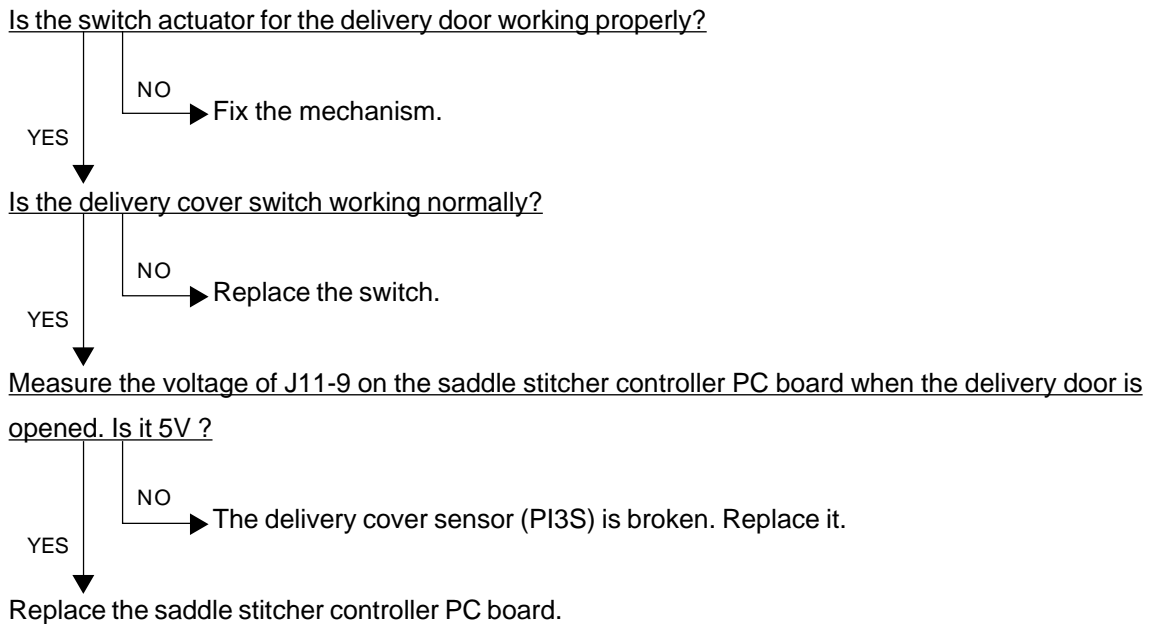 Is the switch actuator for the delivery door working properly?
NO
Fix the mechanism.
YES
Is the delivery cover switch working normally?
NO
Replace the switch.
YES
Measure the voltage of J11-9 on the saddle stitcher controller PC board when the delivery door is
opened. Is it 5V ?
NO
The delivery cover sensor (PI3S) is broken. Replace it.
YES
Replace the saddle stitcher controller PC board.